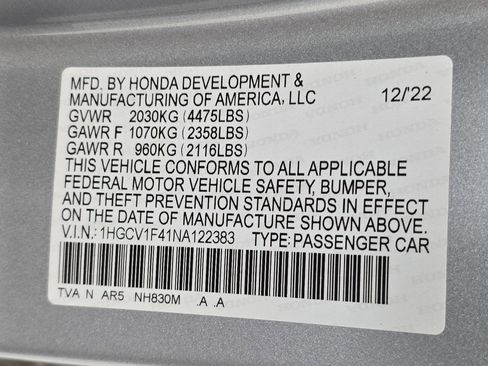 MFD. BY HONDA DEVELOPMENT &
MANUFACTURING OF AMERICA, LLC 12/'22
GVWR 2030KG (4475LBS)
GAWR F 1070KG (2358LBS)
GAWR R 960KG (2116LBS)
THIS VEHICLE CONFORMS TO ALL APPLICABLE
FEDERAL MOTOR VEHICLE SAFETY, BUMPER,
AND THEFT PREVENTION STANDARDS IN EFFECT
ON THE DATE OF MANUFACTURE SHOWN ABOVE.
V.I.N.: 1HGCV1F41NA122383 TYPE: PASSENGER CAR
TVA N AR5 NH830M .A .A